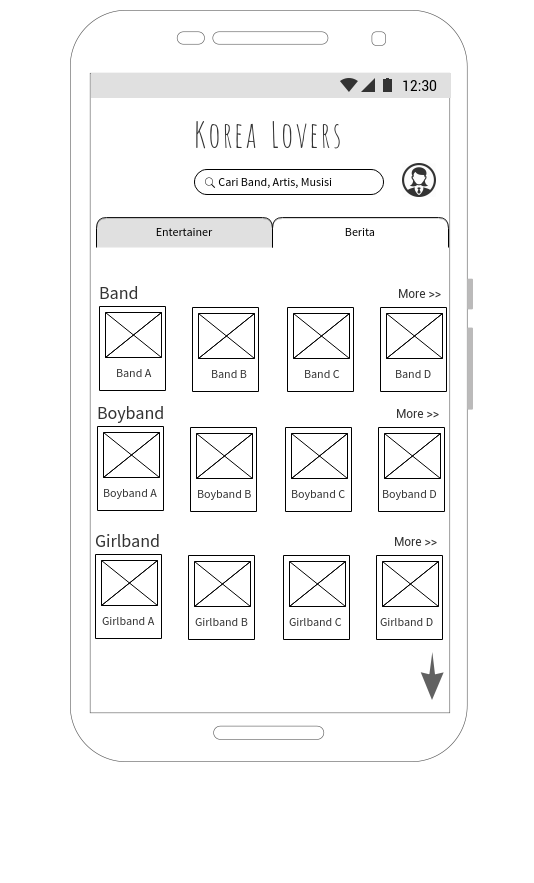 12:30
Korea Lovers
Cari Band, Artis, Musisi
Entertainer Berita
Band More >>
Band A Band B Band C Band D
Boyband More >>
Boyband A Boyband B Boyband C Boyband D
Girlband More >>
Girlband A Girlband B Girlband C Girlband D